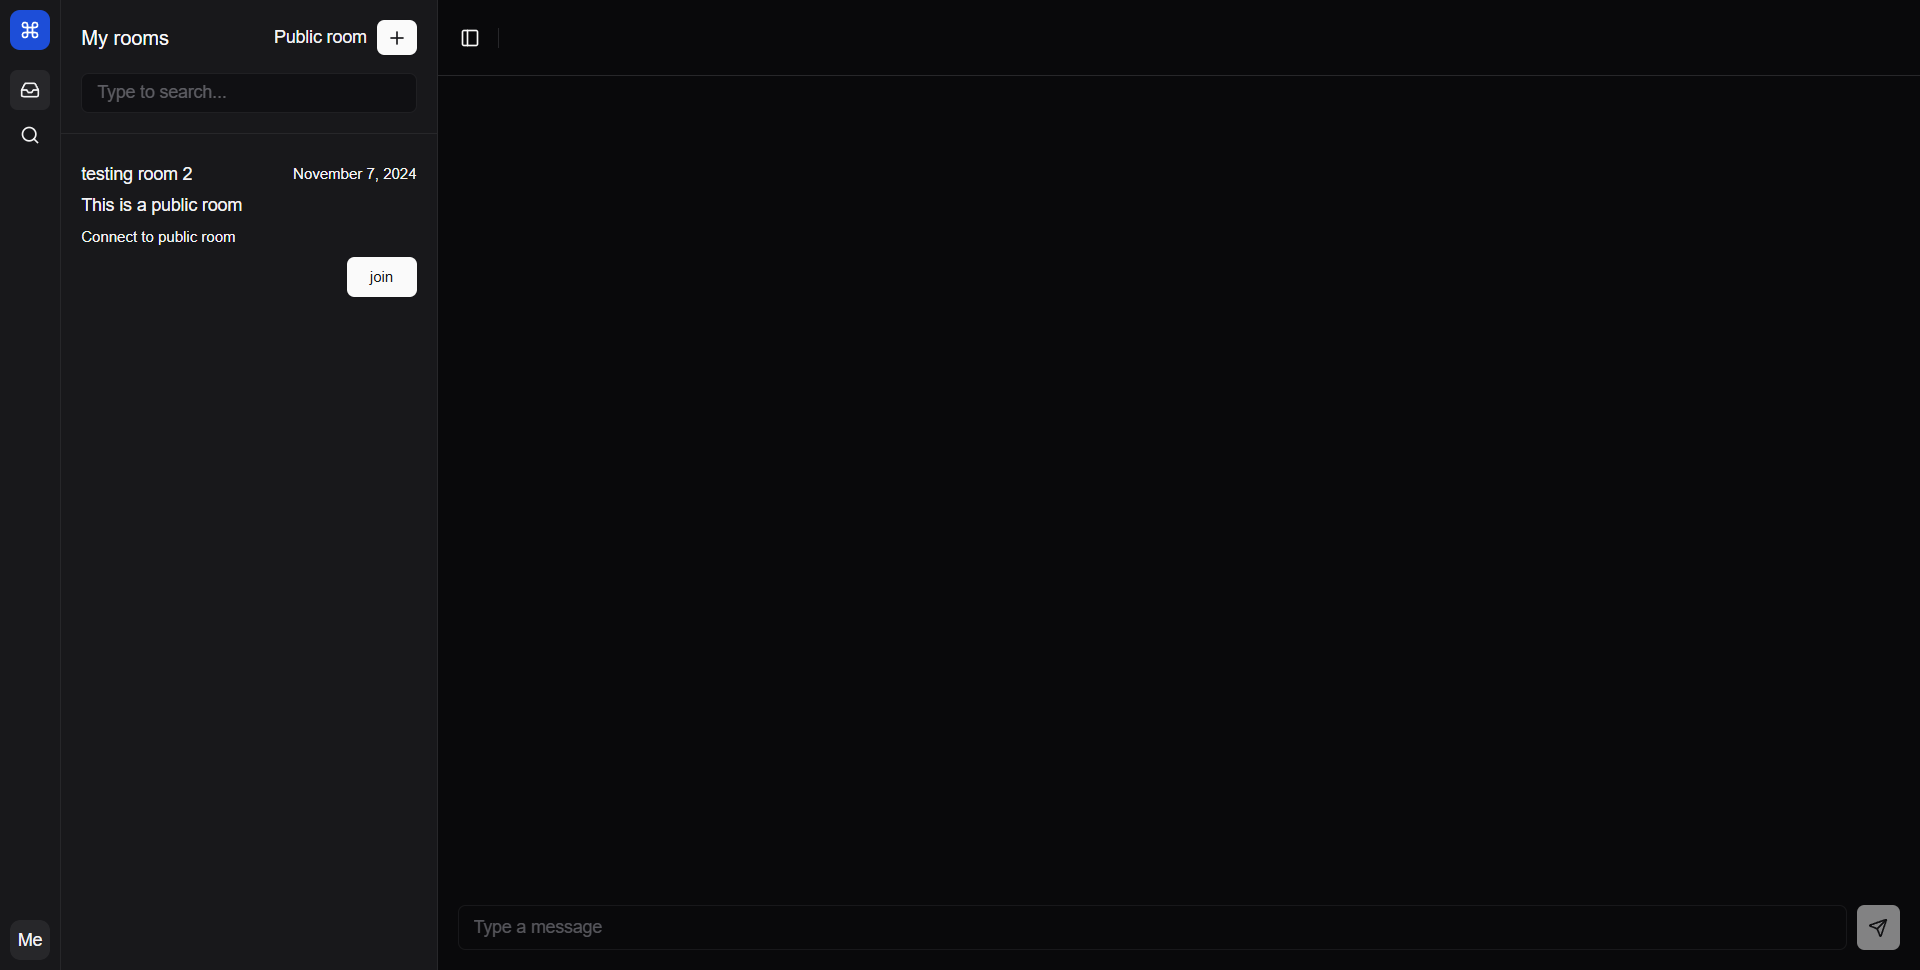 My rooms
Public room
Type to search...
testing room 2
November 7, 2024
This is a public room
Connect to public room
join
Type a message
Me